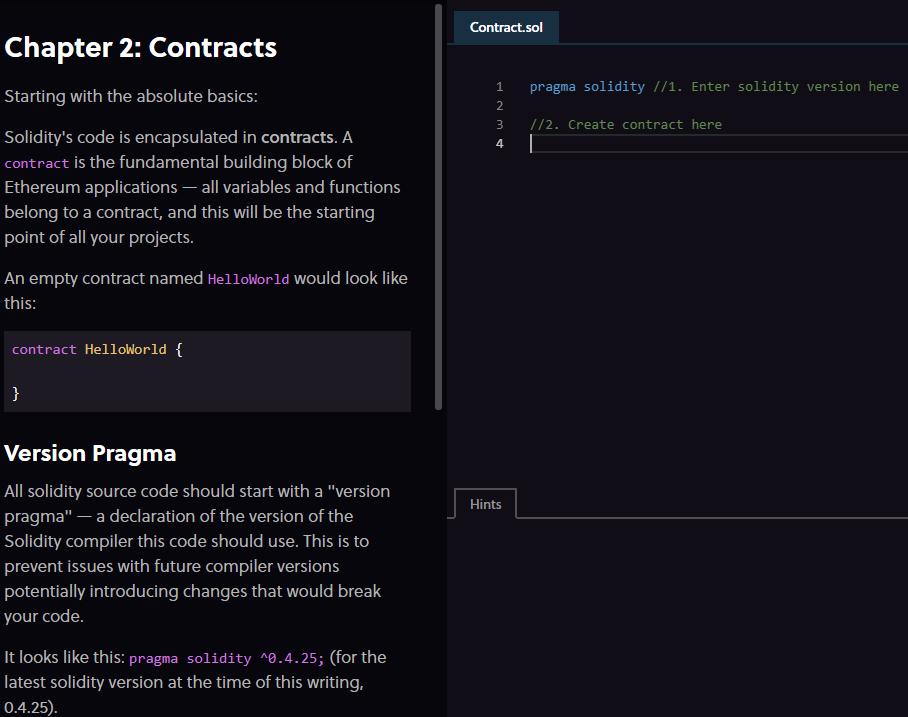 Chapter 2: Contracts
Starting with the absolute basics:
Solidity's code is encapsulated in contracts. A
contract is the fundamental building block of
Ethereum applications — all variables and functions
belong to a contract, and this will be the starting
point of all your projects.
An empty contract named HelloWorld would look like
this:
contract HelloWorld {
}
Version Pragma
All solidity source code should start with a "version
pragma" — a declaration of the version of the
Solidity compiler this code should use. This is to
prevent issues with future compiler versions
potentially introducing changes that would break
your code.
It looks like this: pragma solidity ^0.4.25; (for the
latest solidity version at the time of this writing,
0.4.25).
Contract.sol
1 pragma solidity //1. Enter solidity version here
2
3 //2. Create contract here
4
Hints